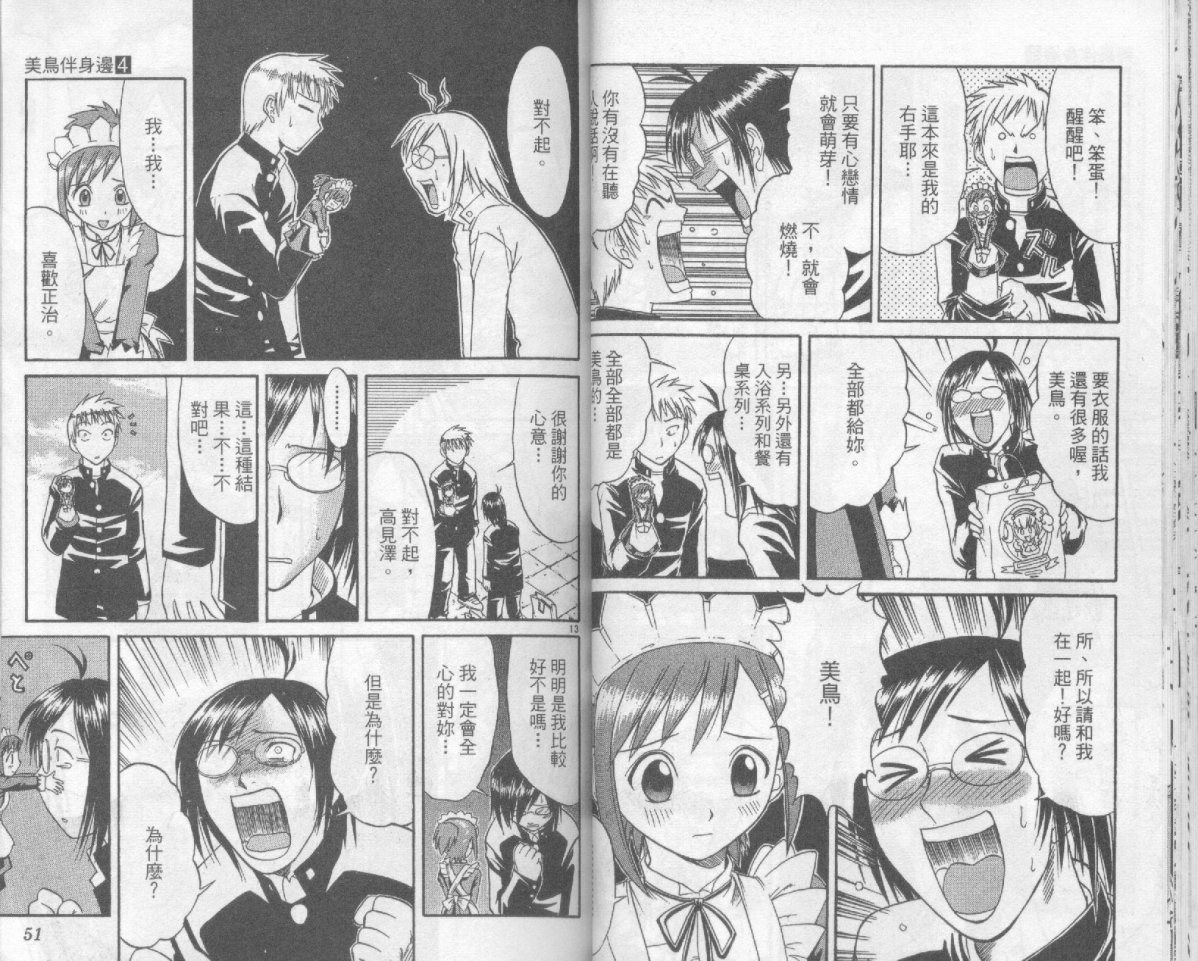 笨、笨蛋!
醒醒吧!
這本來是我的
右手耶…
ズッ
ズル
只要有心戀情
就會萌芽!
不,就會
燃燒!
你有沒有在聽
要衣服的話我
還有很多喔,
美鳥。
全部都給妳。
另…另外還有
入浴系列和餐
桌系列…
全部全部都是
美鳥的…
所、所以請和我
在一起!好嗎?
美鳥!
美鳥伴身邊4
對不起。
我…我…
喜歡正治。
很謝謝你的
心意…
對不起,
高見澤。
………
這…這種結
果…不…不
對吧…
13
明明是我比較
好不是嗎…
我一定會全
心的對妳…
但是為什麼?
為什麼?
ぺと
51